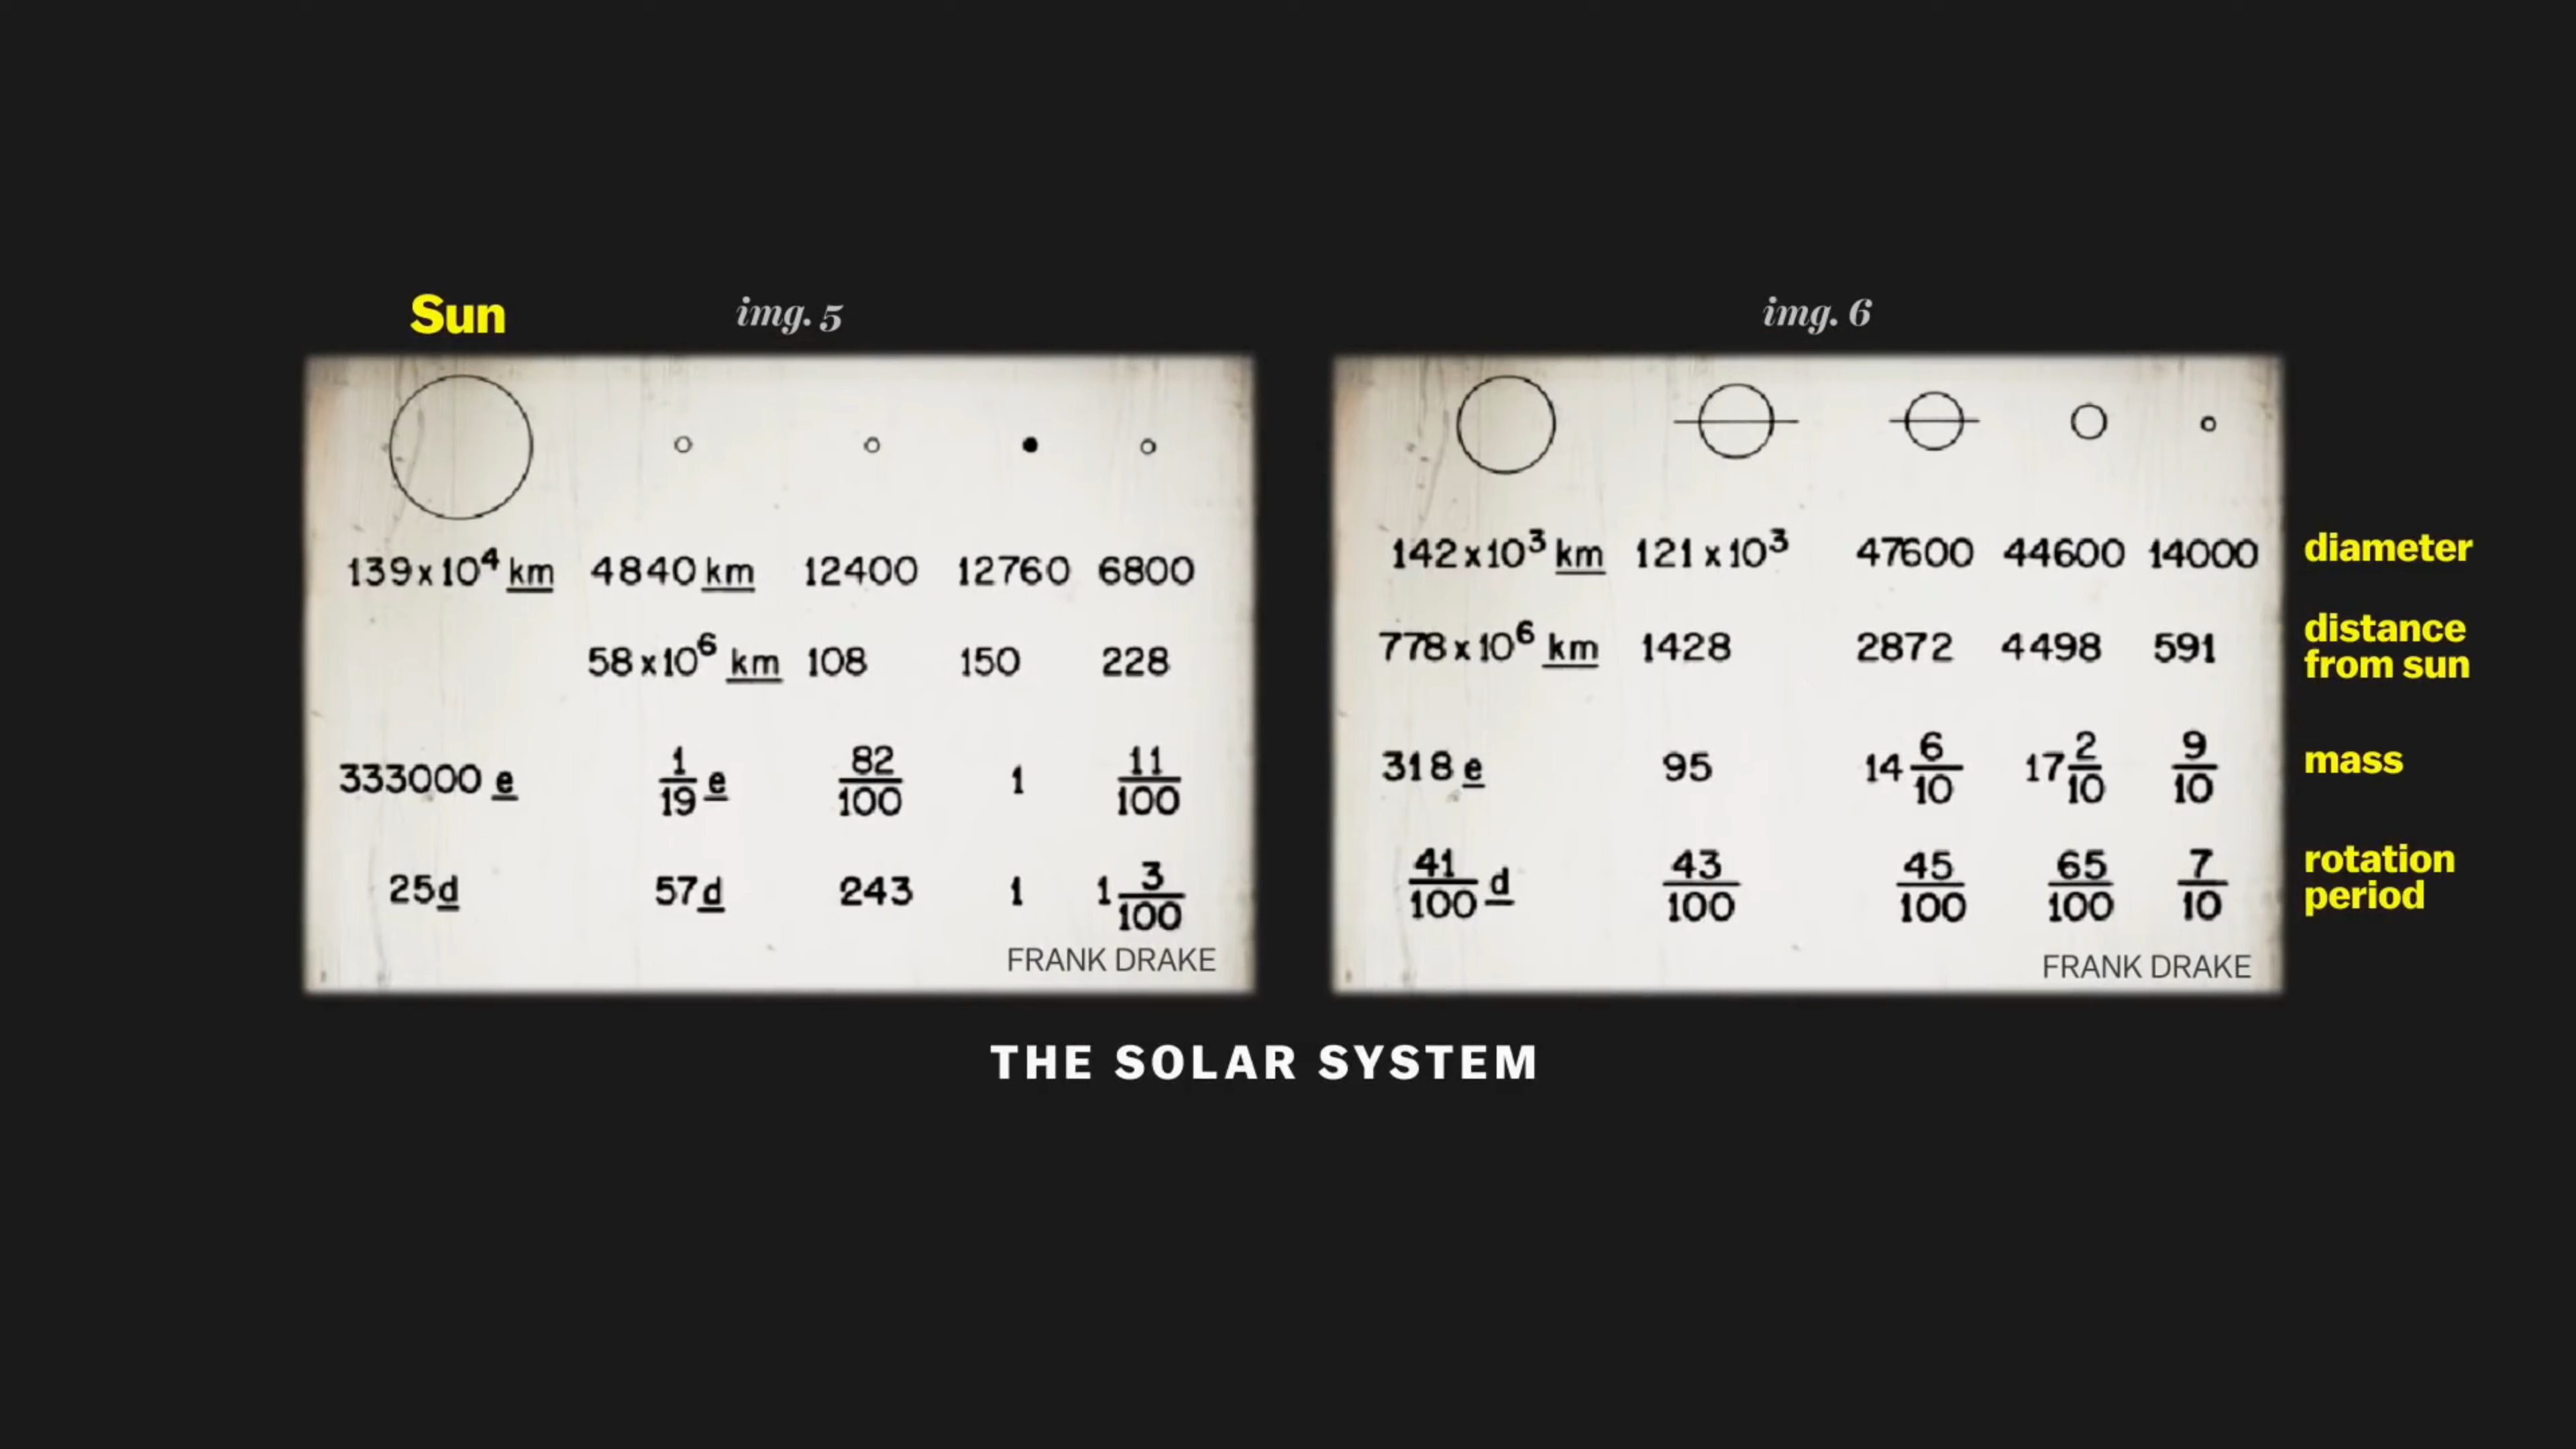 Sun
img. 5
139 x 10⁴ km 4840 km 12400 12760 6800
58 x 10⁶ km 108 150 228
333000 e 1/19 e 82/100 1 11/100
25d 57d 243 1 1 3/100
FRANK DRAKE
img. 6
142 x 10³ km 121 x 10³ 47600 44600 14000
778 x 10⁶ km 1428 2872 4498 591
318 e 95 14 6/10 17 2/10 9/10
41/100 d 43/100 45/100 65/100 7/10
FRANK DRAKE
diameter
distance
from sun
mass
rotation
period
THE SOLAR SYSTEM